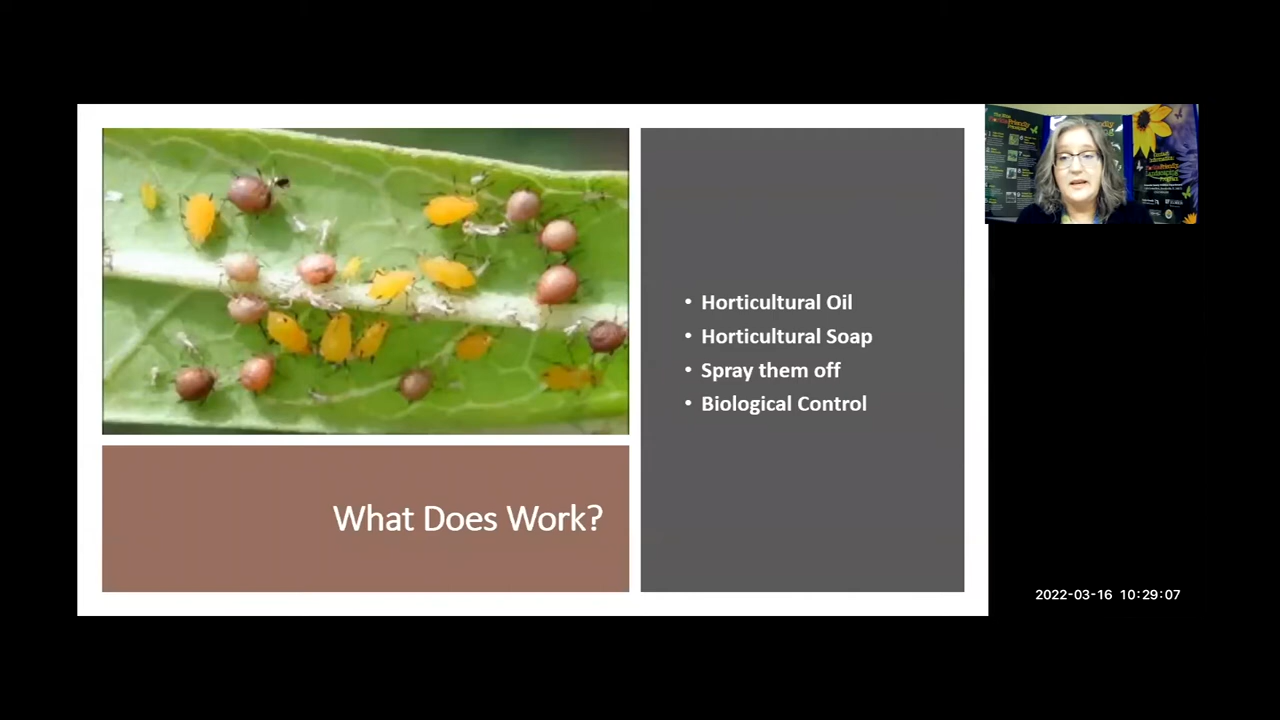 What Does Work?
• Horticultural Oil
• Horticultural Soap
• Spray them off
• Biological Control
2022-03-16 10:29:07